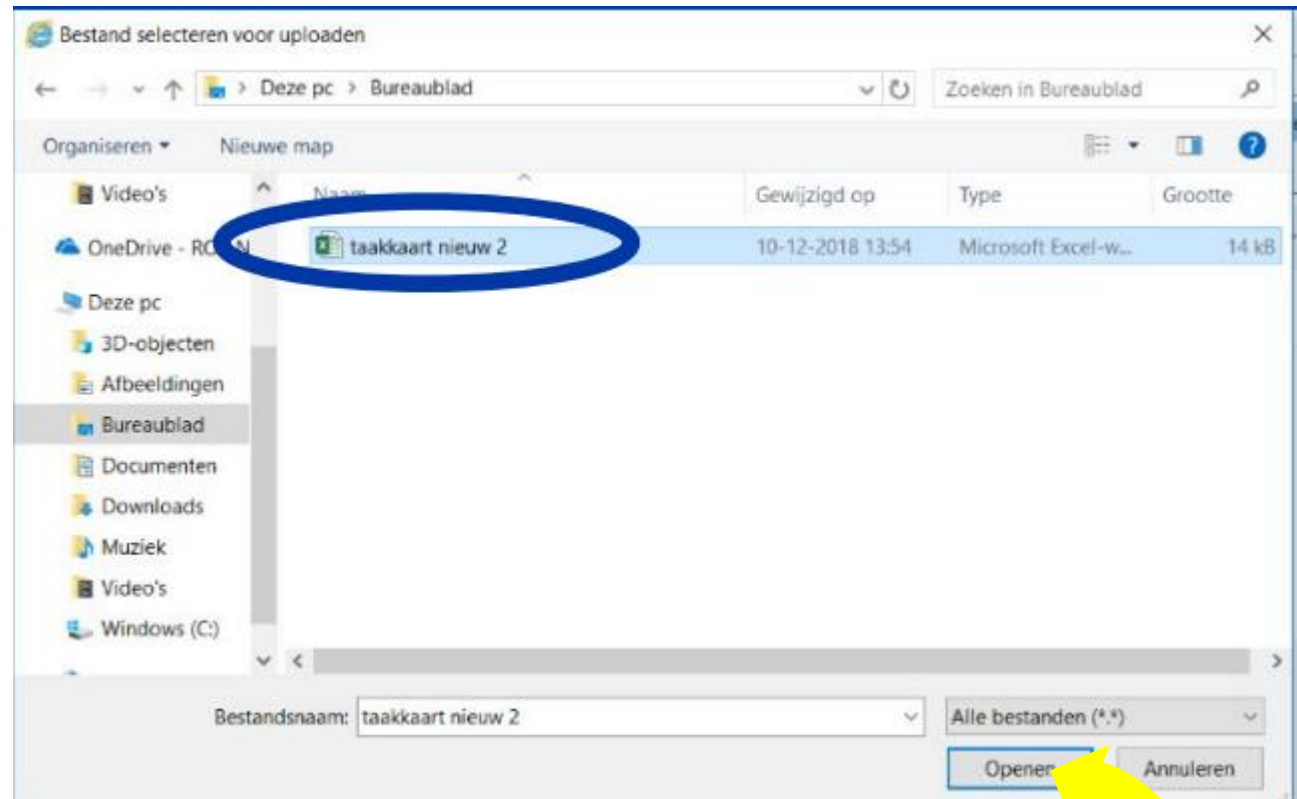 Bestand selecteren voor uploaden
Deze pc > Bureaublad
Zoeken in Bureaublad
Organiseren Nieuwe map
Video's
Naam Gewijzigd op Type Grootte
OneDrive -
taakkaart nieuw 2 10-12-2018 13:54 Microsoft Excel-w... 14 kB
Deze pc
3D-objecten
Afbeeldingen
Bureaublad
Documenten
Downloads
Muziek
Video's
Windows (C:)
Bestandsnaam: taakkaart nieuw 2 Alle bestanden (*.*)
Openen Annuleren